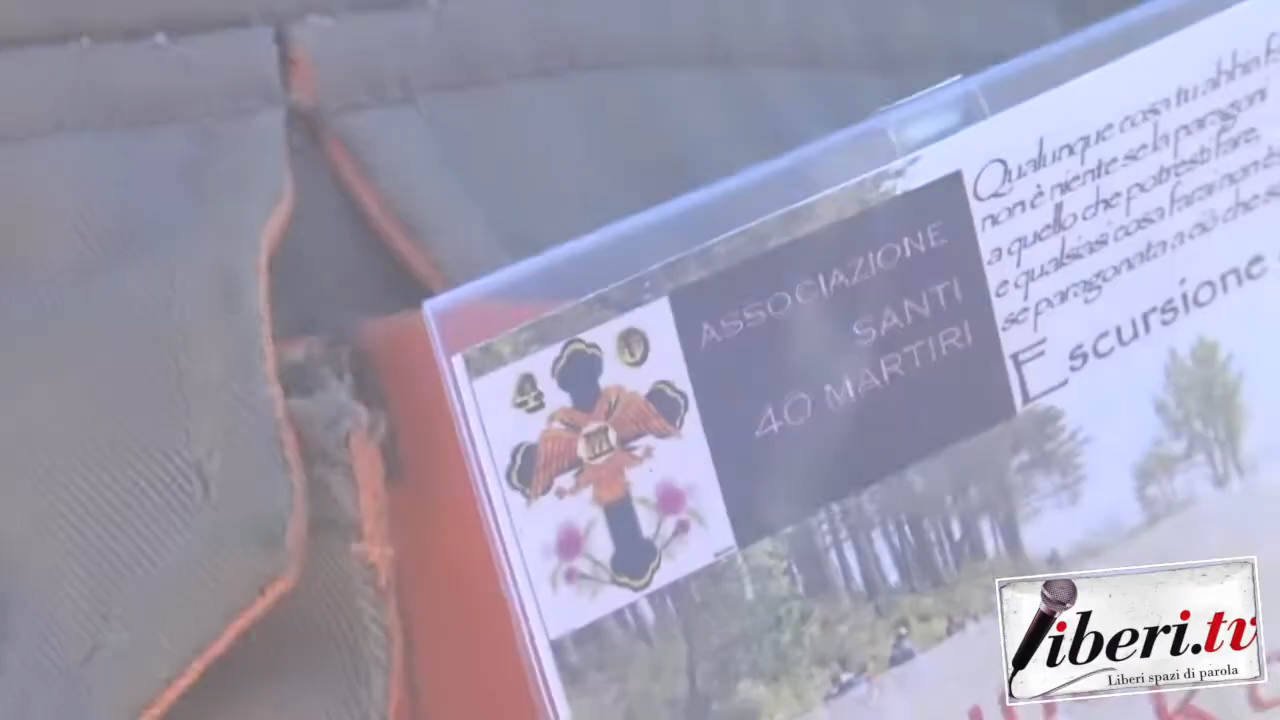 ASSOCIAZIONE
SANTI
40 MARTIRI
4
Qualunque cosa tu abbia
non è niente se la paragoni
a quello che potresti fare,
e qualsiasi cosa farai non è
se paragonata a ciò che
Escursione
liberi.tv
Liberi spazi di parola